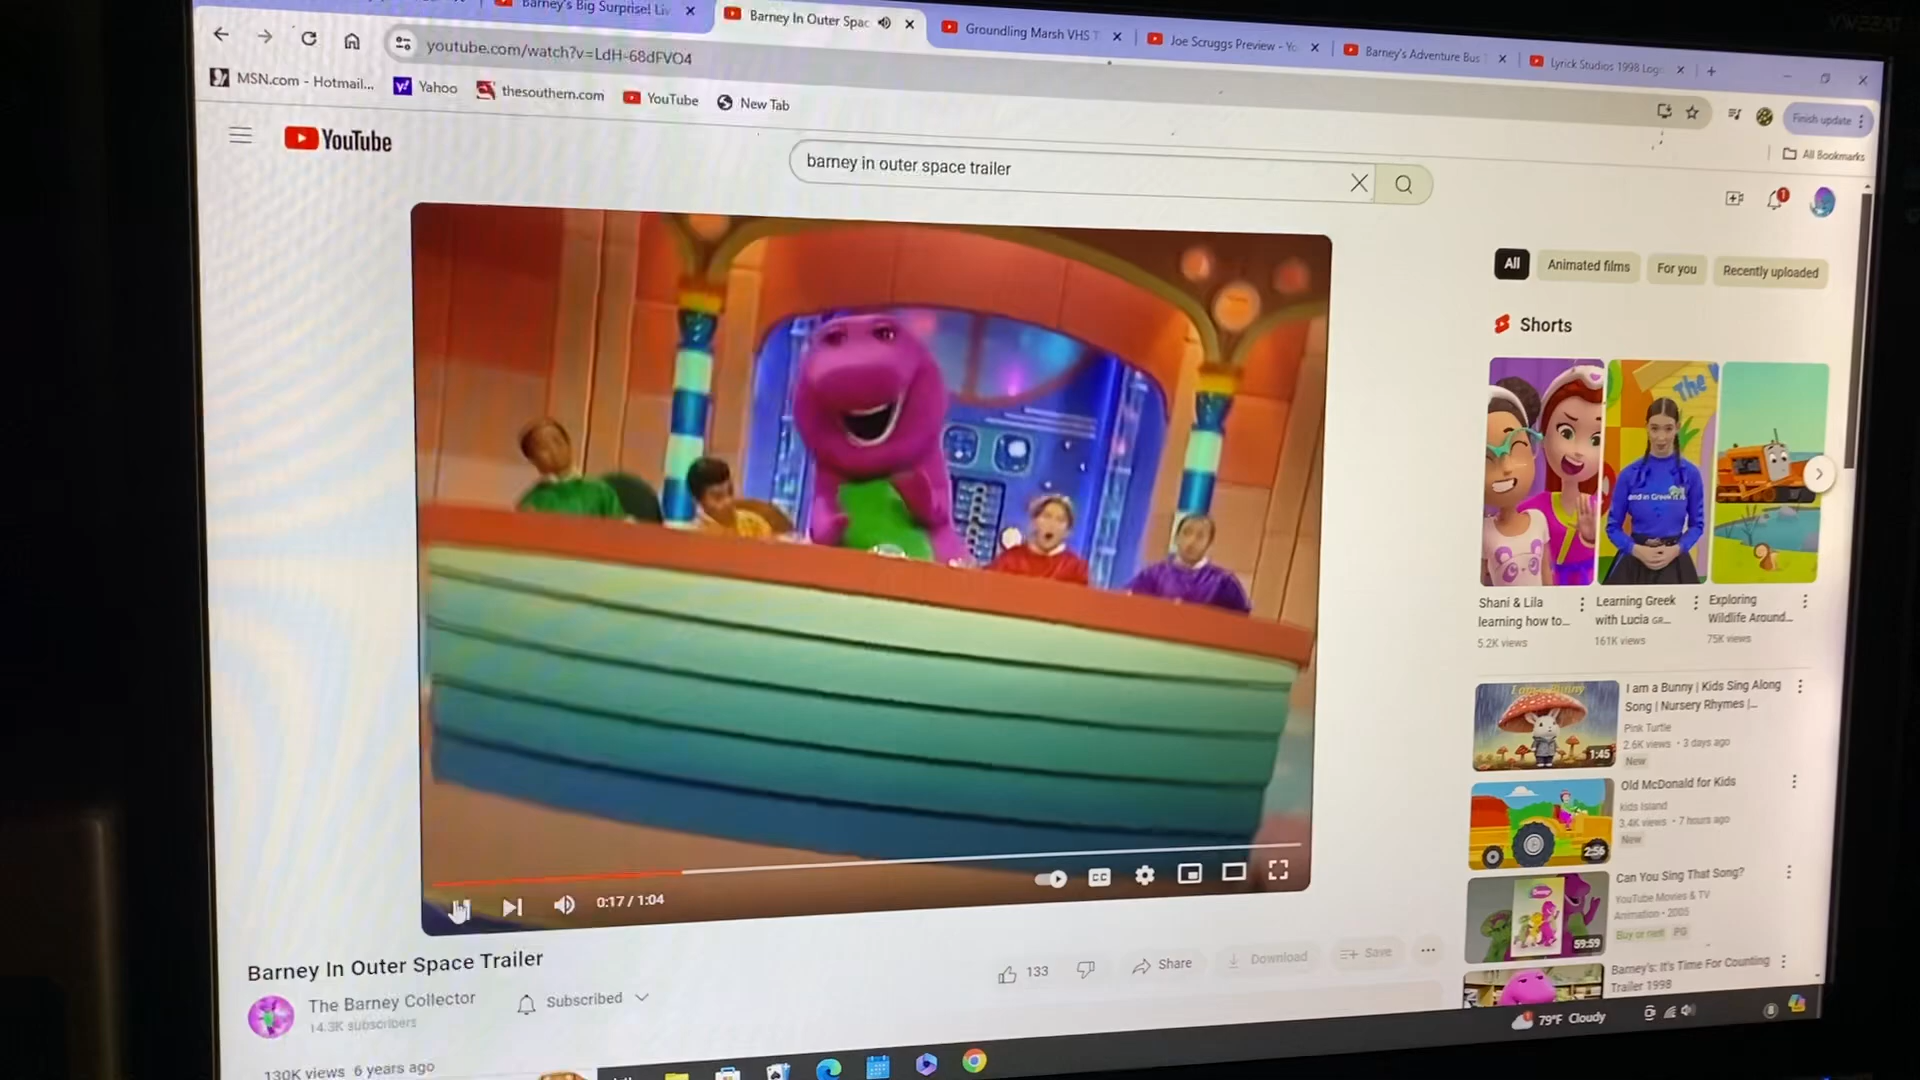 Barney's Big Surprise! Liv
Barney In Outer Spac
Groundling Marsh VHS T
Joe Scruggs Preview - Yo
Barney's Adventure Bus
Lyrick Studios 1998 Logo
youtube.com/watch?v=LdH-68dFVO4
Finish update
MSN.com - Hotmail...
Yahoo
thesouthern.com
YouTube
New Tab
All Bookmarks
YouTube
barney in outer space trailer
1
All
Animated films
For you
Recently uploaded
Shorts
The
Shani & Lila
learning how to...
5.2K views
Learning Greek
with Lucia GR...
161K views
Exploring
Wildlife Around...
75K views
I am a Bunny
1:45
I am a Bunny | Kids Sing Along
Song | Nursery Rhymes |...
Pink Turtle
2.6K views • 3 days ago
New
2:56
Old McDonald for Kids
kids Island
3.4K views • 7 hours ago
New
59:59
Can You Sing That Song?
YouTube Movies & TV
Animation • 2005
Buy or rent PG
Barney's: It's Time For Counting
Trailer 1998
CC
0:17 / 1:04
Barney In Outer Space Trailer
The Barney Collector
14.3K subscribers
Subscribed
133
Share
Download
Save
130K views 6 years ago
79°F Cloudy